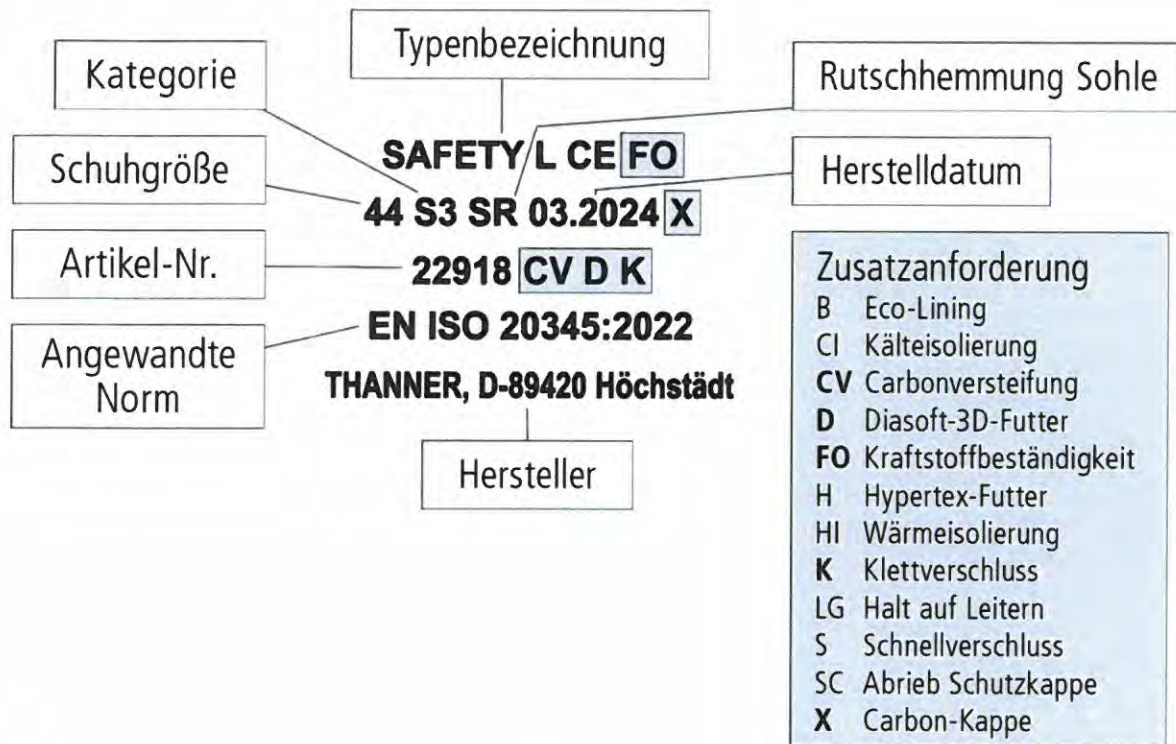 Typenbezeichnung
Kategorie
Rutschhemmung Sohle
Schuhgröße
Herstelldatum
Artikel-Nr.
Angewandte
Norm
SAFETY L CE FO
44 S3 SR 03.2024 X
22918 CV D K
EN ISO 20345:2022
THANNER, D-89420 Höchstädt
Hersteller
Zusatzanforderung
B Eco-Lining
CI Kälteisolierung
CV Carbonversteifung
D Diasoft-3D-Futter
FO Kraftstoffbeständigkeit
H Hypertex-Futter
HI Wärmeisolierung
K Klettverschluss
LG Halt auf Leitern
S Schnellverschluss
SC Abrieb Schutzkappe
X Carbon-Kappe